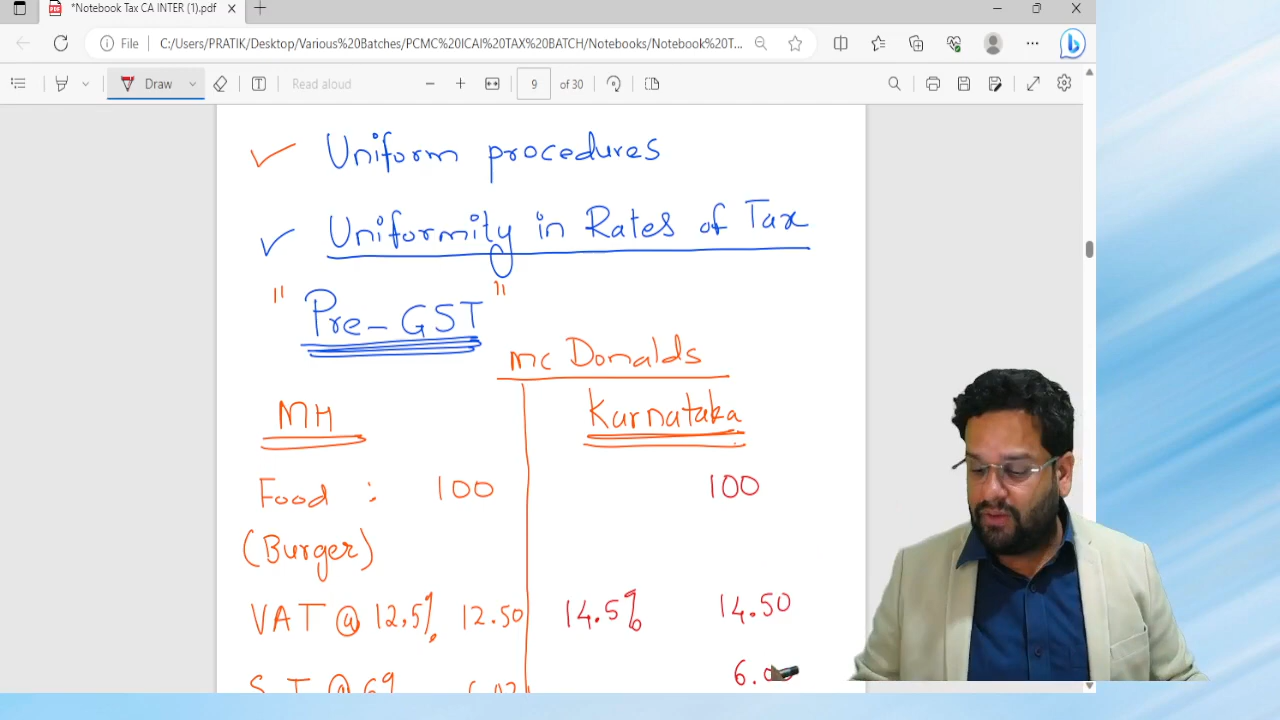 *Notebook Tax CA INTER (1).pdf
File C:/Users/PRATIK/Desktop/Various%20Batches/PCMC%20ICAI%20TAX%20BATCH/Notebooks/Notebook%20T...
Draw Read aloud 9 of 30
Uniform procedures
Uniformity in Rates of Tax
"Pre-GST"
mc Donalds
MH Karnataka
Food : 100 100
(Burger)
VAT @ 12.5% 12.50 14.5% 14.50